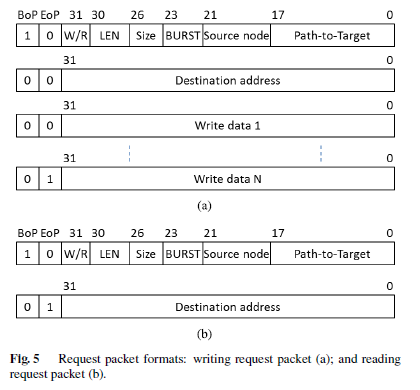 BoP EoP 31 30 26 23 21 17 0
1 0 W/R LEN Size BURST Source node Path-to-Target
31 0
0 0 Destination address
31 0
0 0 Write data 1
31 0
0 1 Write data N
(a)
BoP EoP 31 30 26 23 21 17 0
1 0 W/R LEN Size BURST Source node Path-to-Target
31 0
0 1 Destination address
(b)
Fig. 5 Request packet formats: writing request packet (a); and reading
request packet (b).